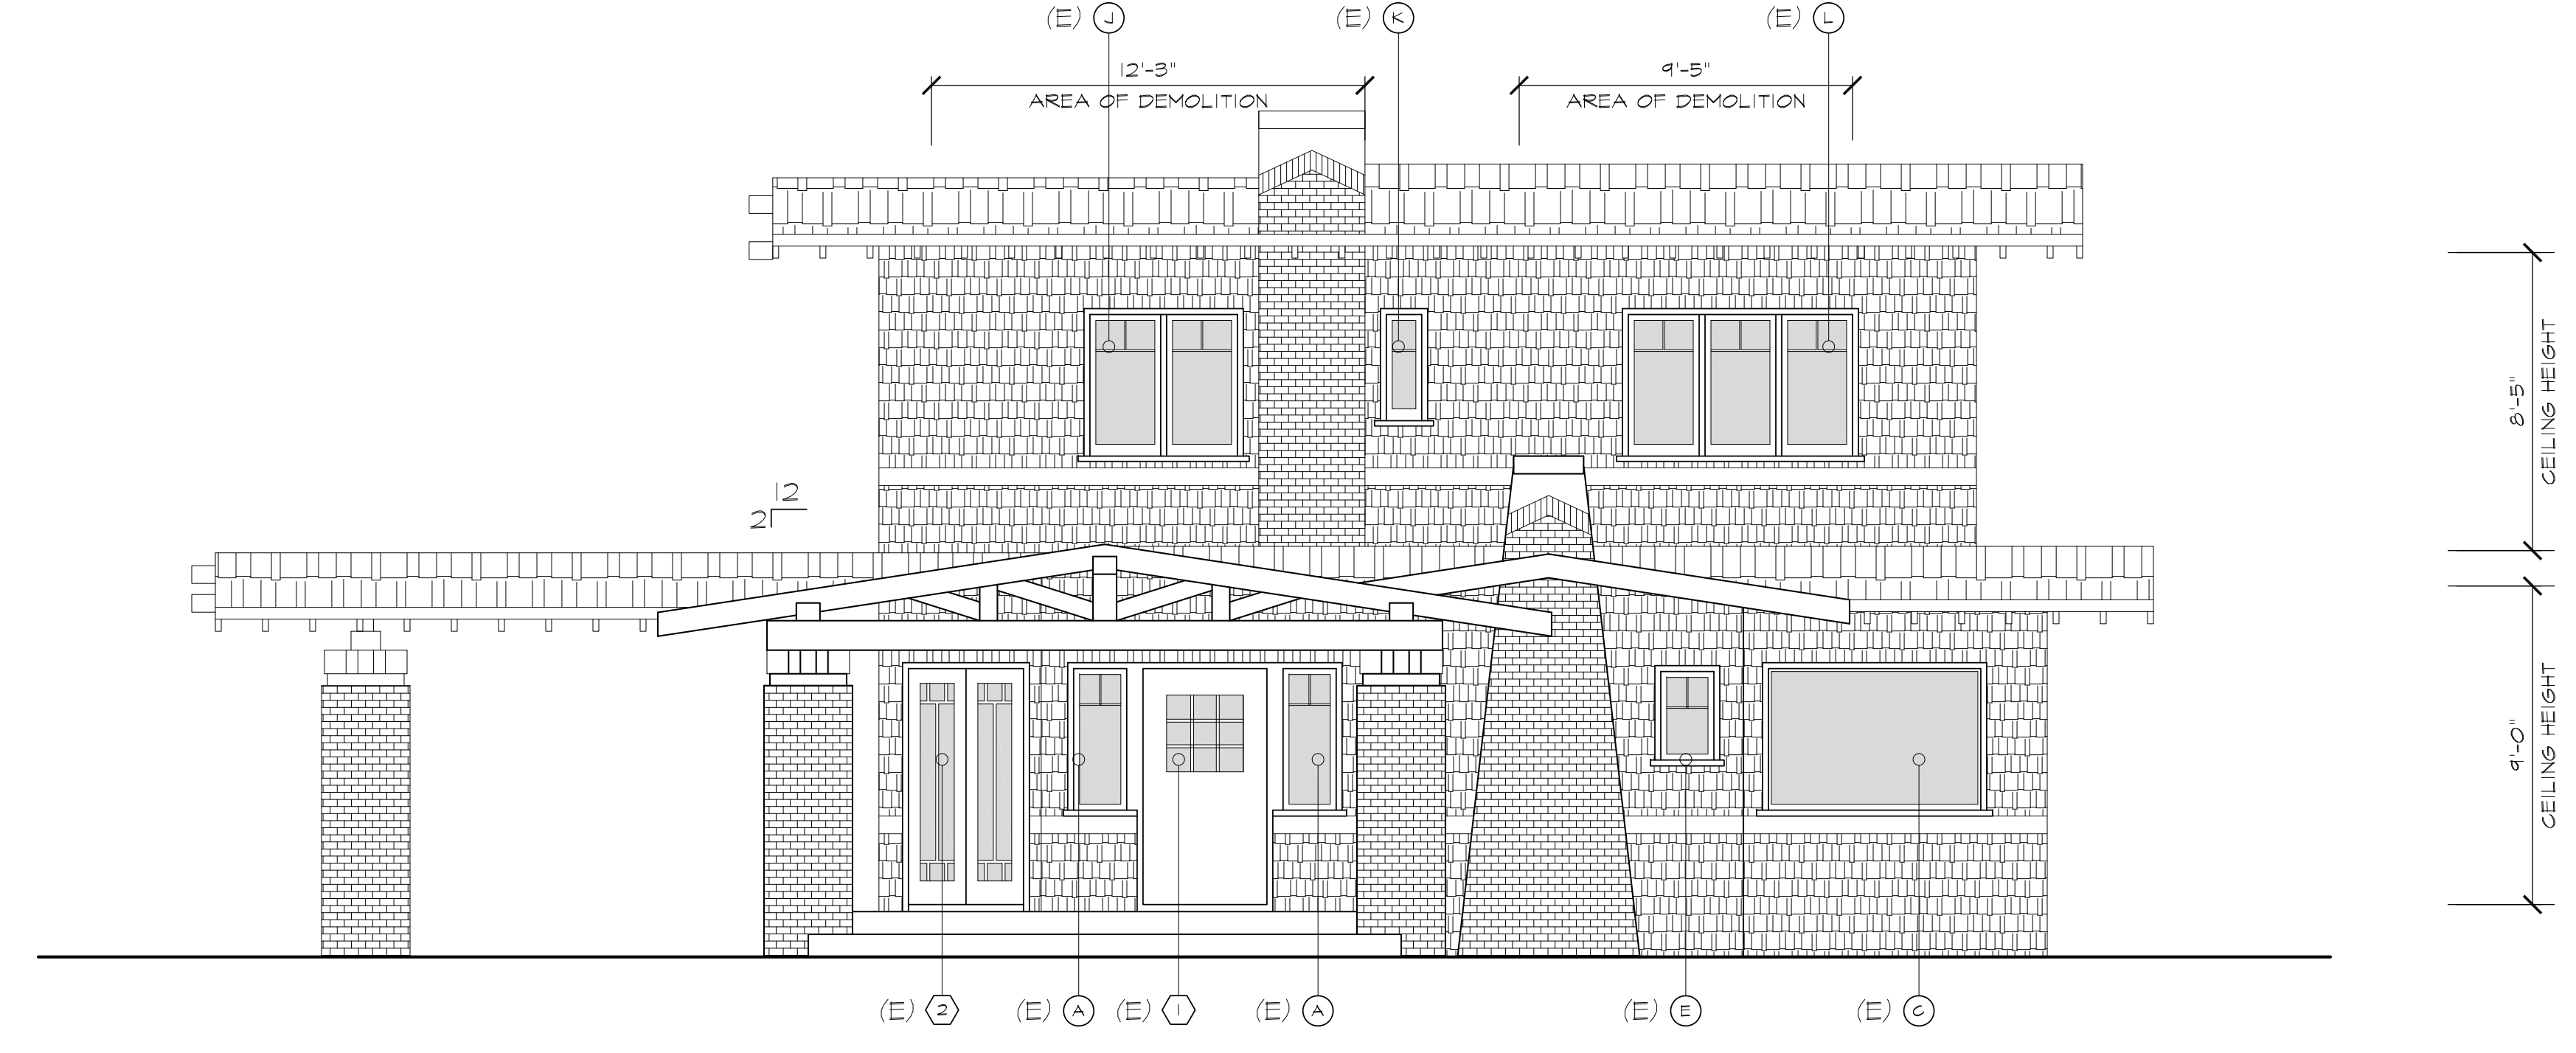 (E) J
(E) K
(E) L
12'-3"
AREA OF DEMOLITION
9'-5"
AREA OF DEMOLITION
8'-5"
CEILING HEIGHT
12
2
9'-0"
CEILING HEIGHT
(E) 2
(E) A
(E) 1
(E) A
(E) E
(E) C